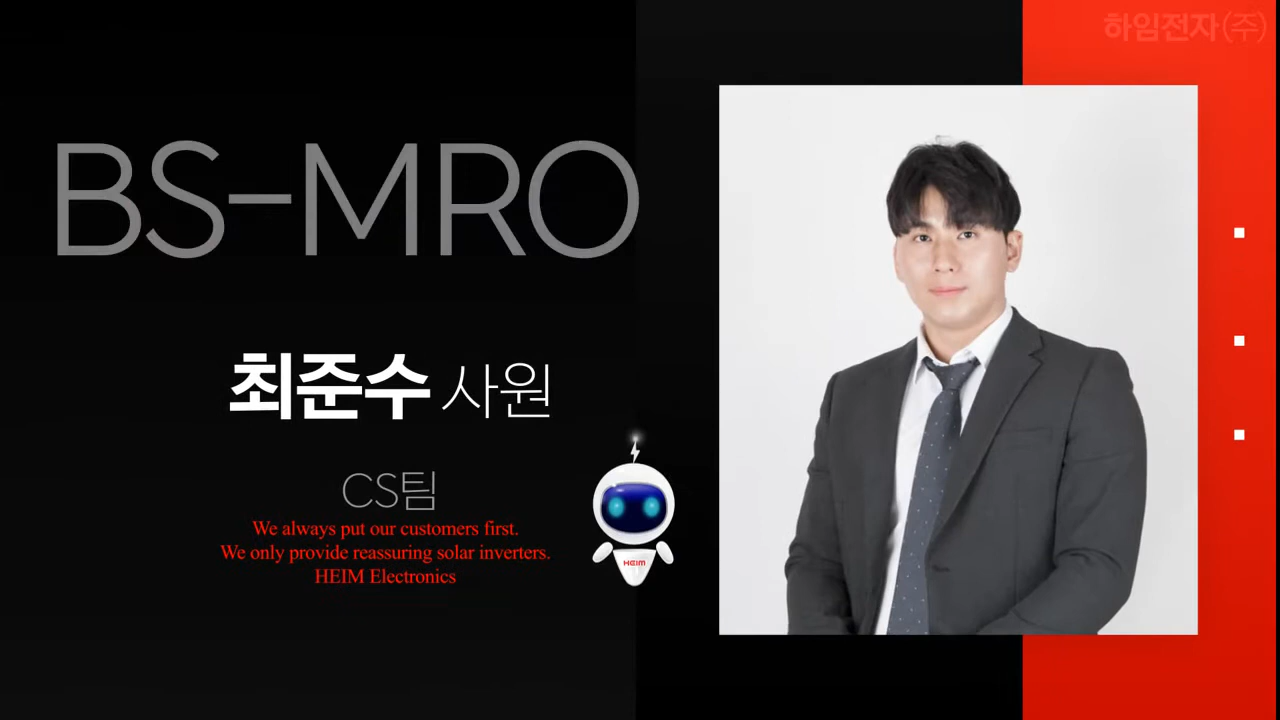 하임전자(주)
BS-MRO
최준수 사원
CS팀
We always put our customers first.
We only provide reassuring solar inverters.
HEIM Electronics
HEIM